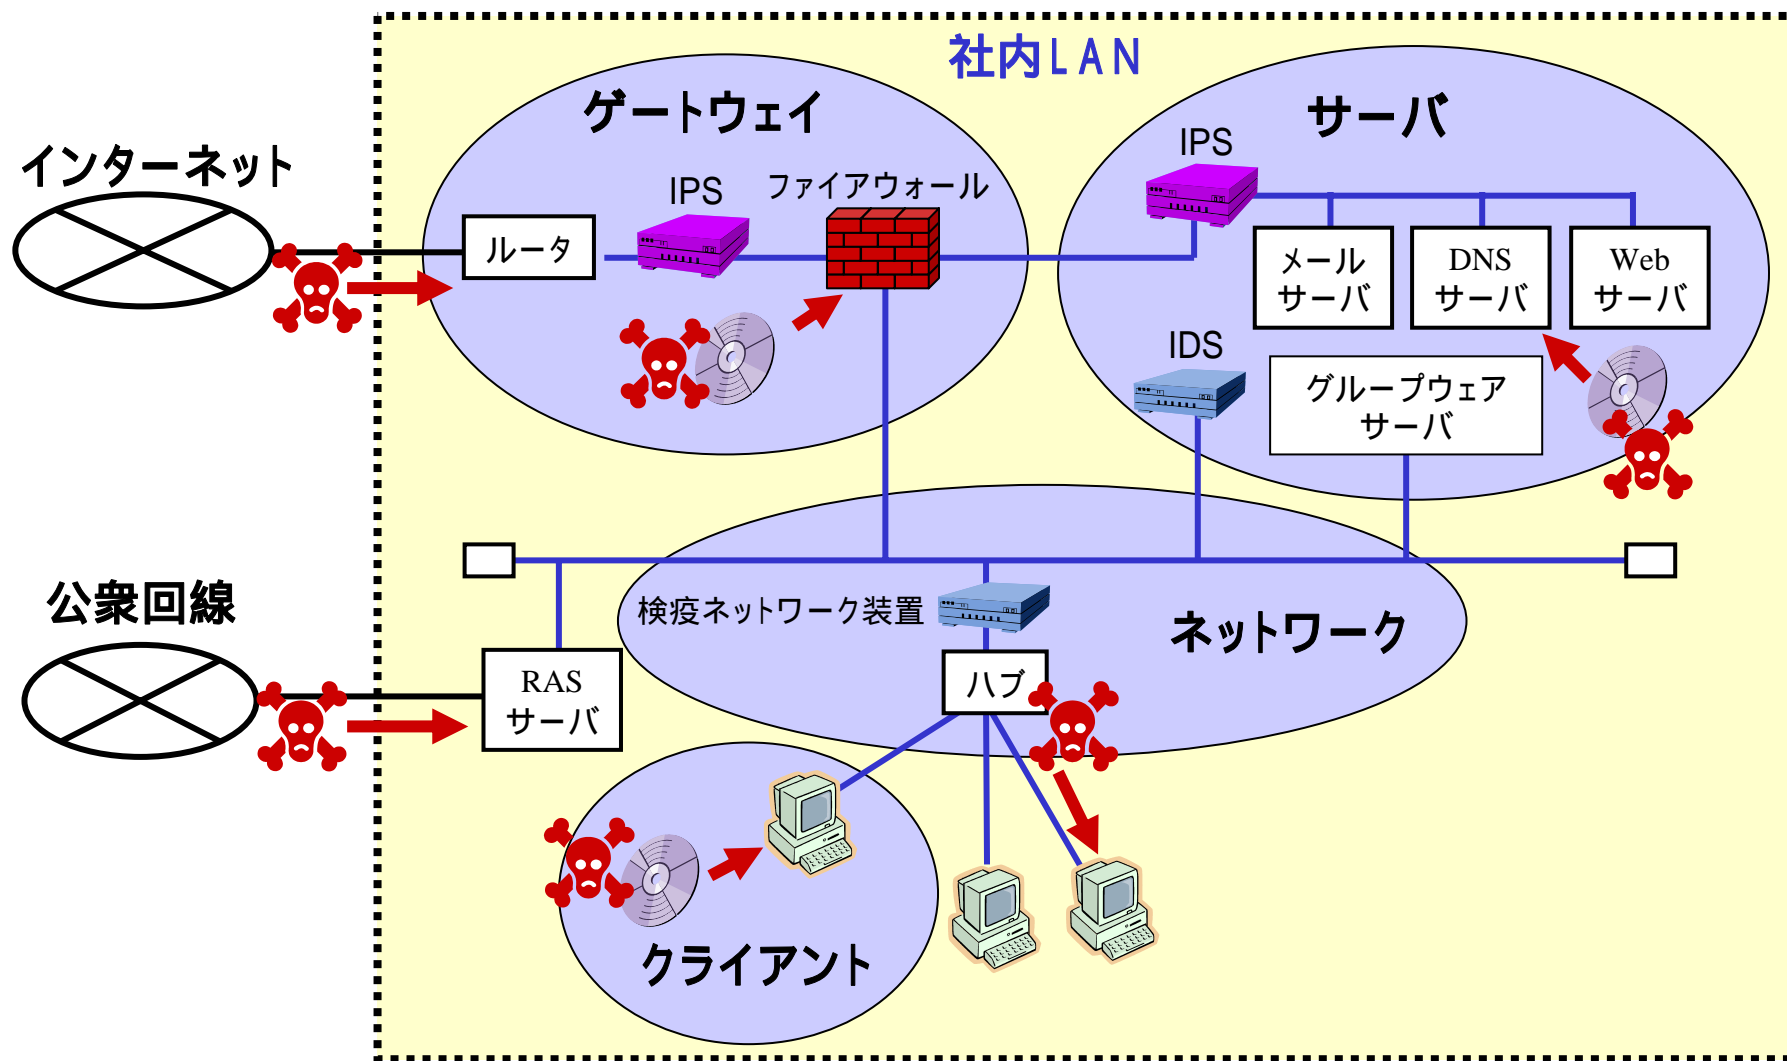 社内LAN
ゲートウェイ
サーバ
インターネット
IPS
IPS
ファイアウォール
ルータ
メール
サーバ
DNS
サーバ
Web
サーバ
IDS
グループウェア
サーバ
公衆回線
検疫ネットワーク装置
ネットワーク
RAS
サーバ
ハブ
クライアント